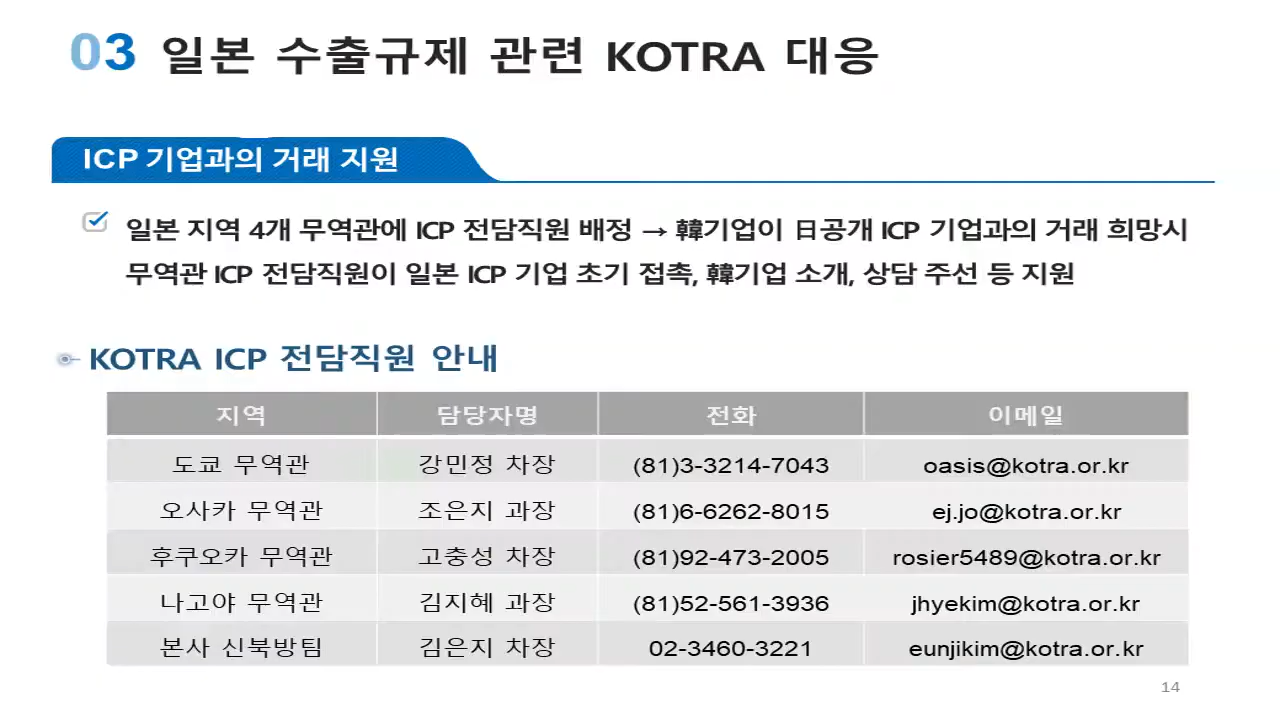 03 일본 수출규제 관련 KOTRA 대응
ICP 기업과의 거래 지원
일본 지역 4개 무역관에 ICP 전담직원 배정 → 韓기업이 日공개 ICP 기업과의 거래 희망시
무역관 ICP 전담직원이 일본 ICP 기업 초기 접촉, 韓기업 소개, 상담 주선 등 지원
KOTRA ICP 전담직원 안내
지역 담당자명 전화 이메일
도쿄 무역관 강민정 차장 (81)3-3214-7043 oasis@kotra.or.kr
오사카 무역관 조은지 과장 (81)6-6262-8015 ej.jo@kotra.or.kr
후쿠오카 무역관 고충성 차장 (81)92-473-2005 rosier5489@kotra.or.kr
나고야 무역관 김지혜 과장 (81)52-561-3936 jhyekim@kotra.or.kr
본사 신북방팀 김은지 차장 02-3460-3221 eunjikim@kotra.or.kr
14